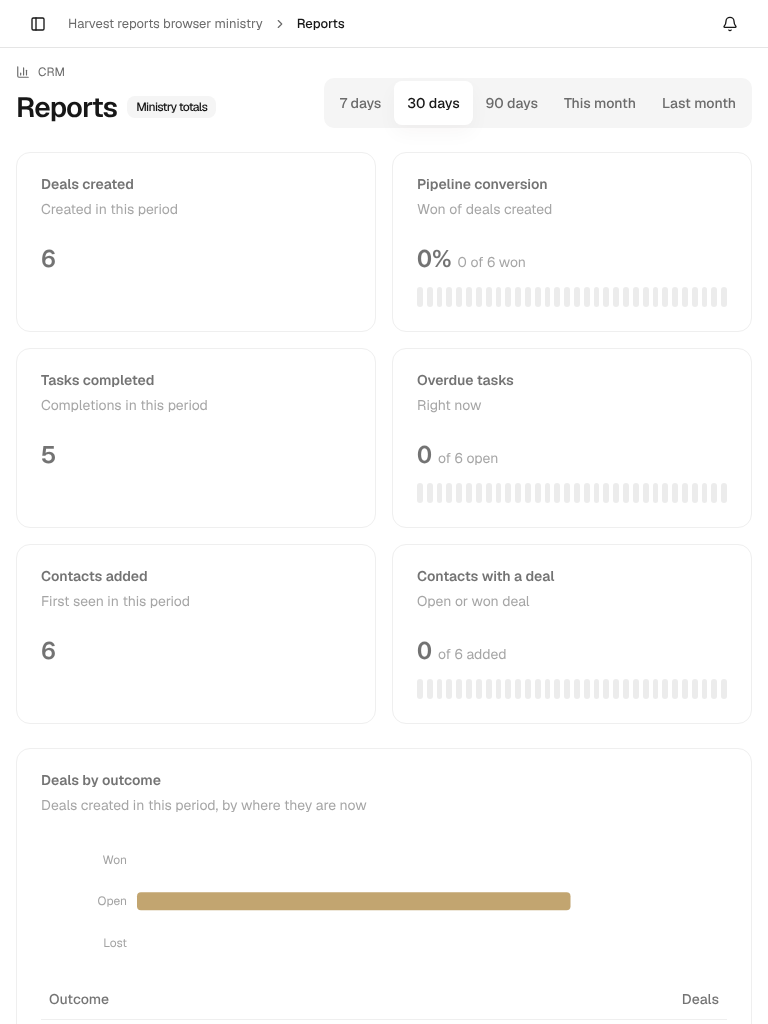 Harvest reports browser ministry > Reports
CRM
Reports Ministry totals
7 days 30 days 90 days This month Last month
Deals created
Created in this period
6
Pipeline conversion
Won of deals created
0% 0 of 6 won
Tasks completed
Completions in this period
5
Overdue tasks
Right now
0 of 6 open
Contacts added
First seen in this period
6
Contacts with a deal
Open or won deal
0 of 6 added
Deals by outcome
Deals created in this period, by where they are now
Won
Open
Lost
Outcome Deals